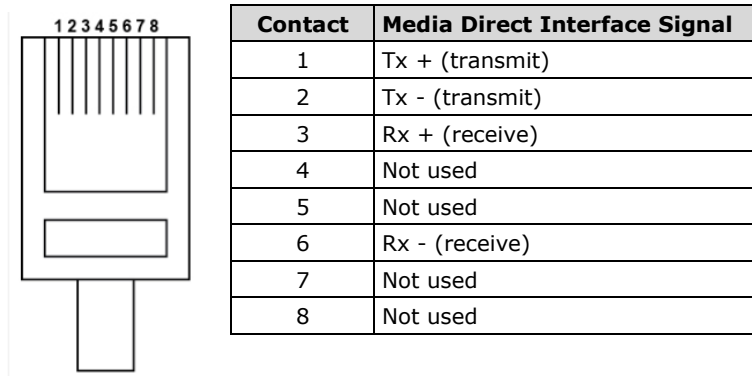 12345678
Contact Media Direct Interface Signal
1 Tx + (transmit)
2 Tx - (transmit)
3 Rx + (receive)
4 Not used
5 Not used
6 Rx - (receive)
7 Not used
8 Not used